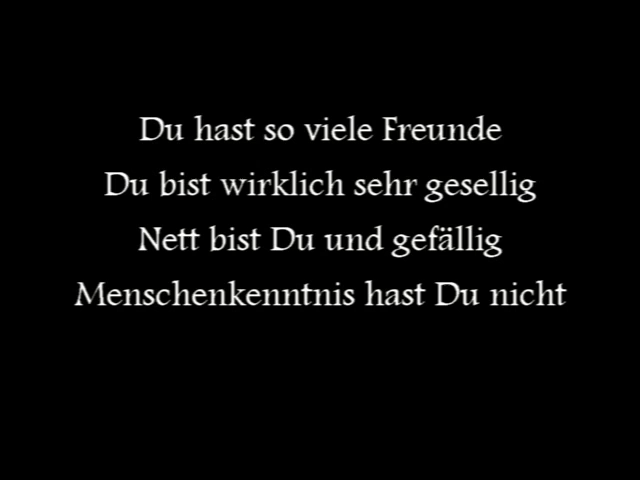 Du hast so viele Freunde
Du bist wirklich sehr gesellig
Nett bist Du und gefällig
Menschenkenntnis hast Du nicht